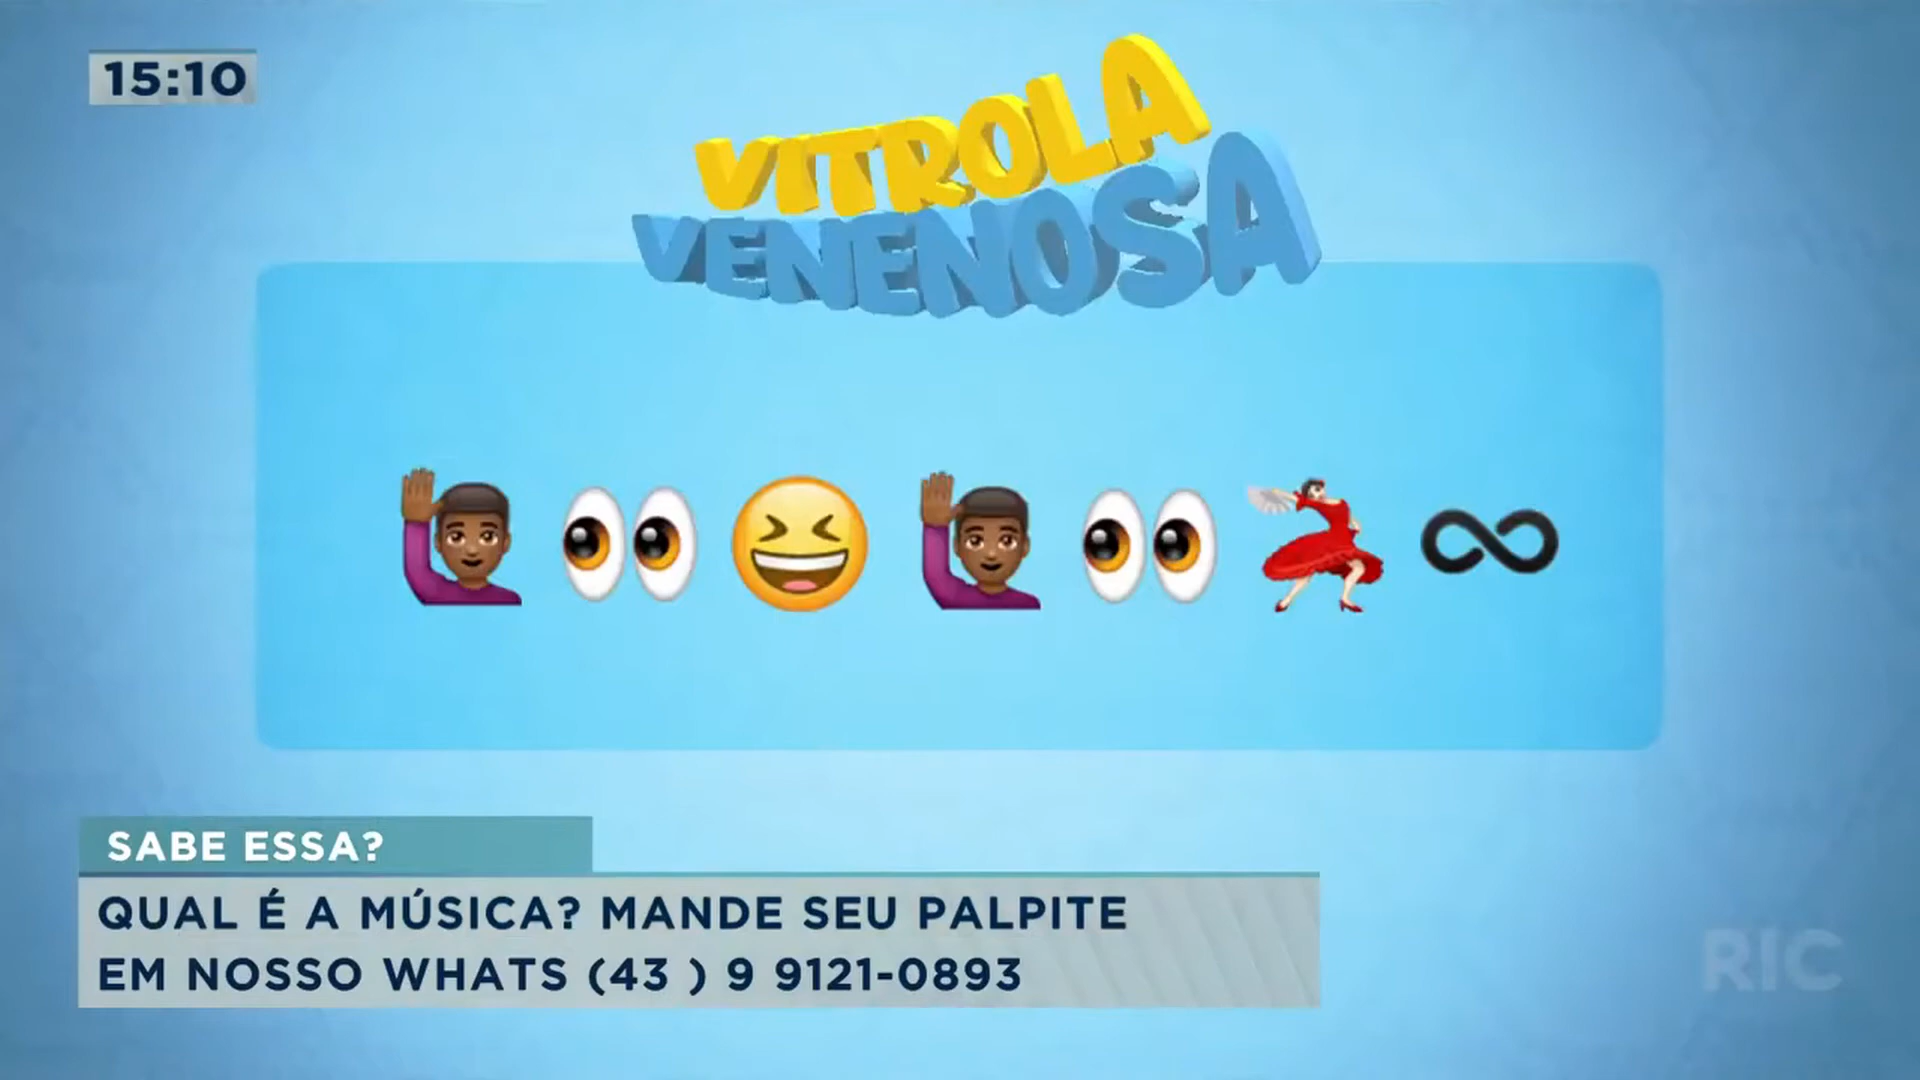 15:10
VITROLA
VENENOSA
SABE ESSA?
QUAL É A MÚSICA? MANDE SEU PALPITE
EM NOSSO WHATS (43 ) 9 9121-0893
RIC